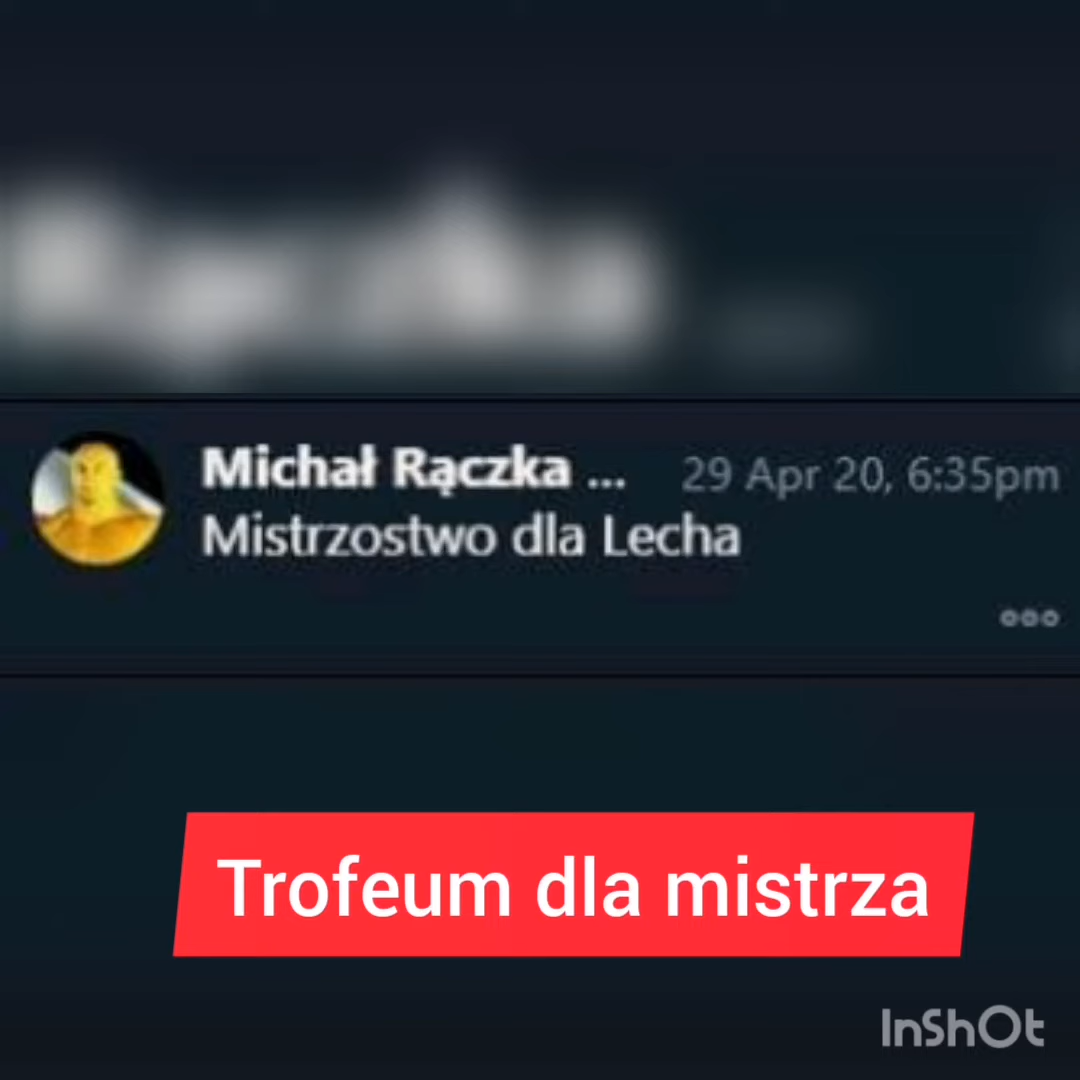 Michał Rączka ... 29 Apr 20, 6:35pm
Mistrzostwo dla Lecha
Trofeum dla mistrza
InShOt